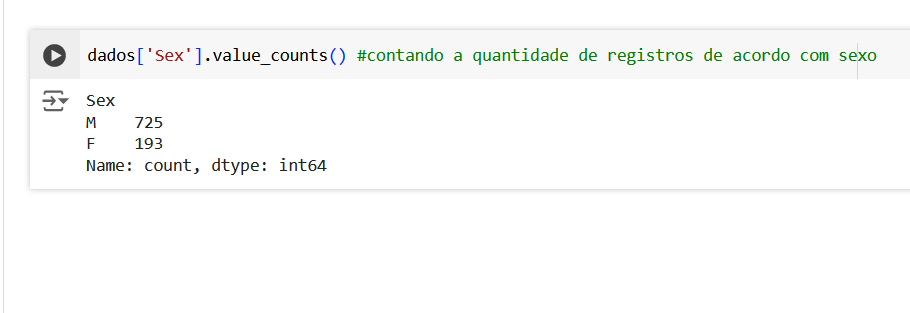 dados['Sex'].value_counts() #contando a quantidade de registros de acordo com sexo
Sex
M    725
F    193
Name: count, dtype: int64